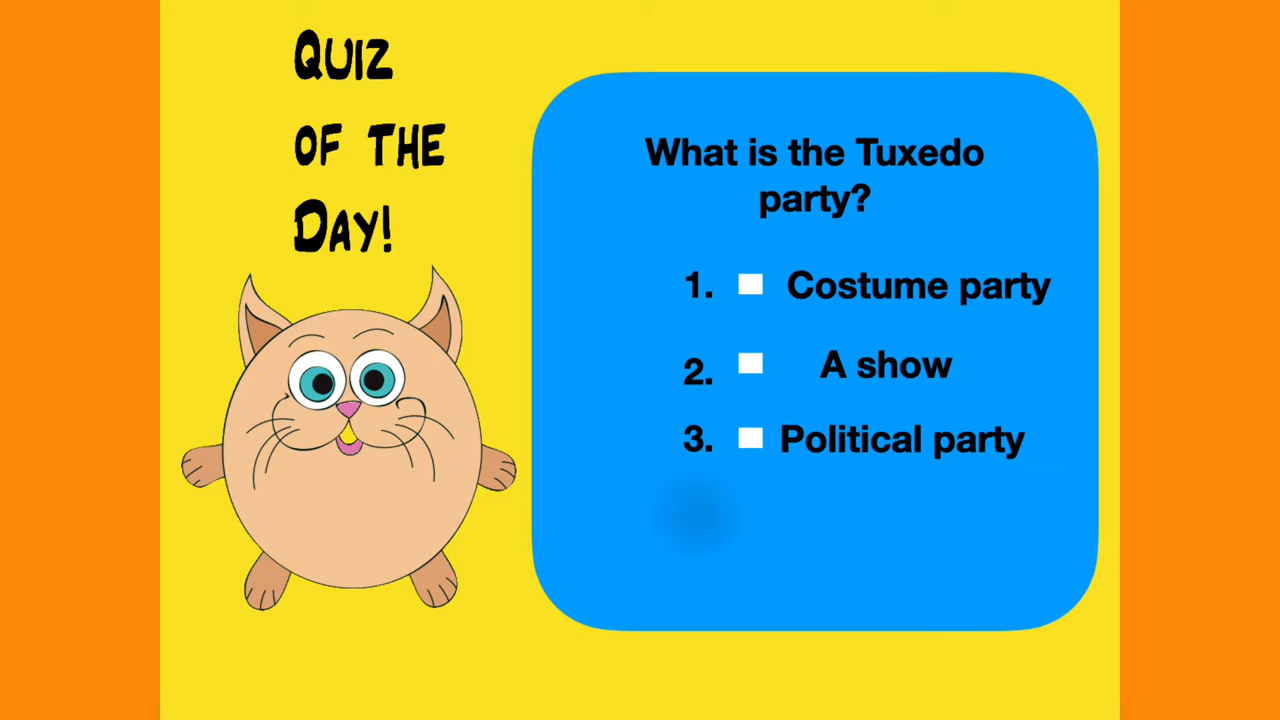 Quiz
of the
Day!
What is the Tuxedo
party?
1. Costume party
2. A show
3. Political party